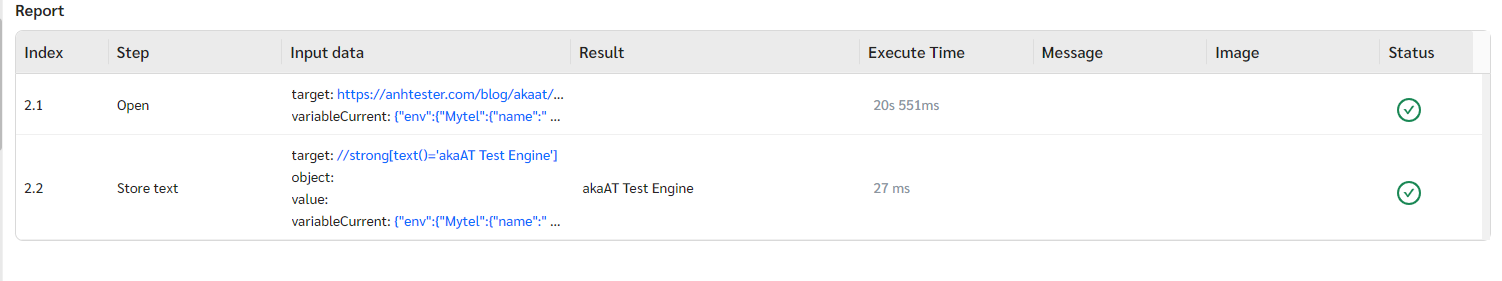 Report
Index Step Input data Result Execute Time Message Image Status
target: https://anhtester.com/blog/akaat/...
2.1 Open 20s 551ms
variableCurrent: {"env":{"Mytel":{"name":" ...
target: //strong[text()='akaAT Test Engine']
object:
2.2 Store text akaAT Test Engine 27 ms
value:
variableCurrent: {"env":{"Mytel":{"name":" ...